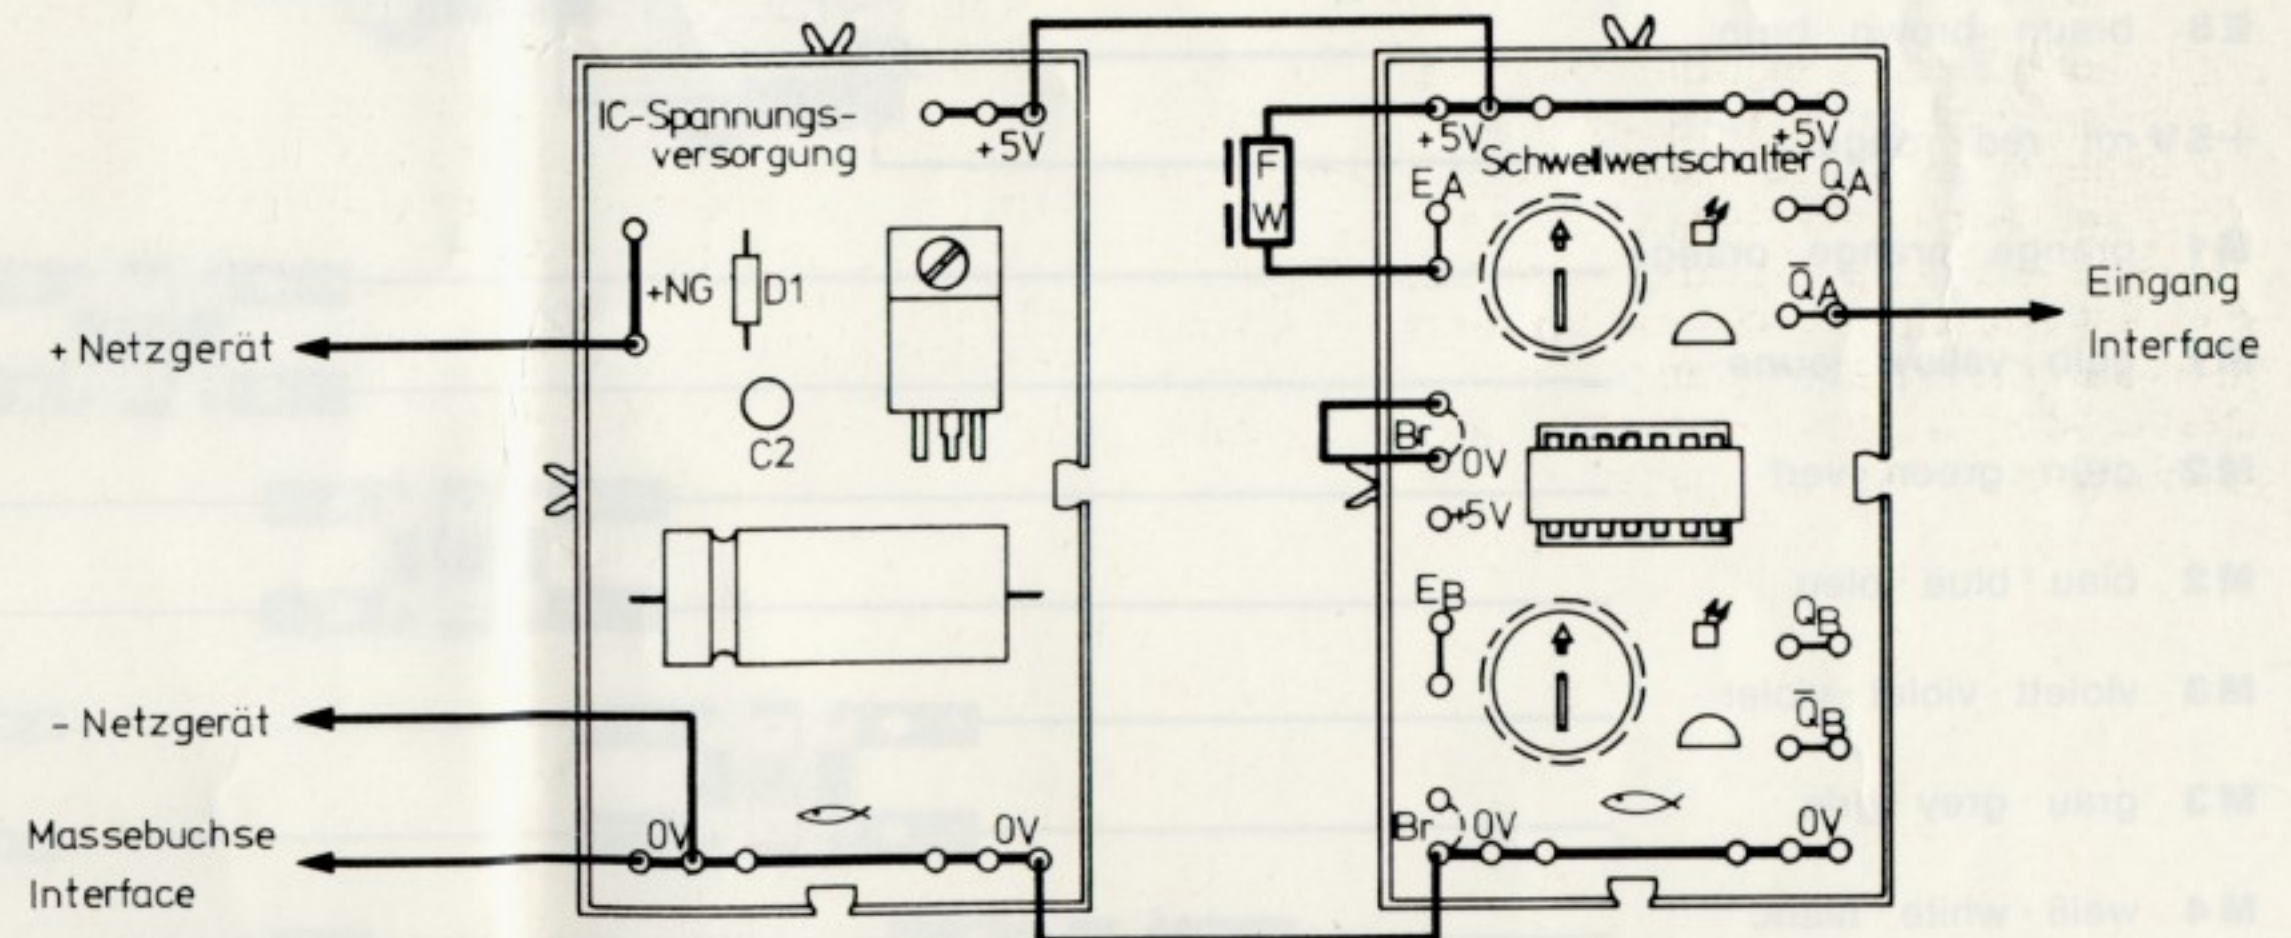 IC-Spannungs-
versorgung
+5V
+NG
D1
C2
+ Netzgerät
- Netzgerät
Massebuchse
Interface
0V
0V
F
W
+5V
+5V
Schwellwertschalter
EA
QA
Q̅A
Eingang
Interface
Br
0V
+5V
EB
QB
Q̅B
Br
0V
0V